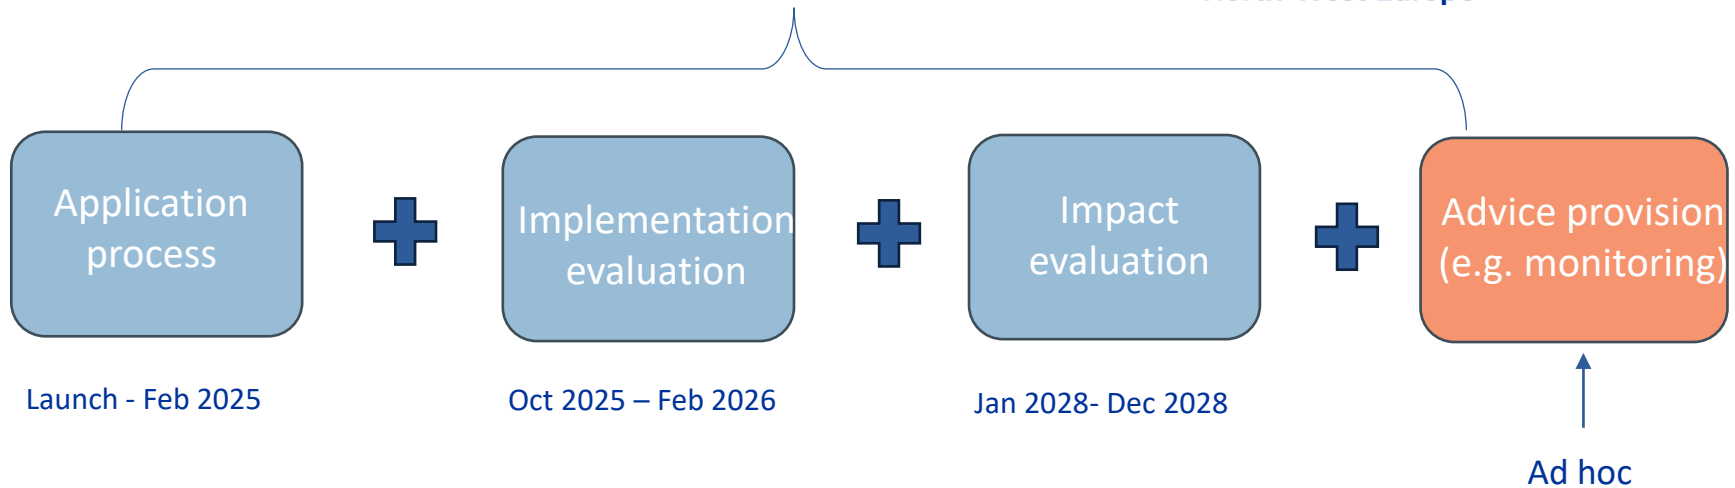 Application
process
Implementation
evaluation
Impact
evaluation
Advice provision
(e.g. monitoring)
Launch - Feb 2025
Oct 2025 – Feb 2026
Jan 2028- Dec 2028
Ad hoc